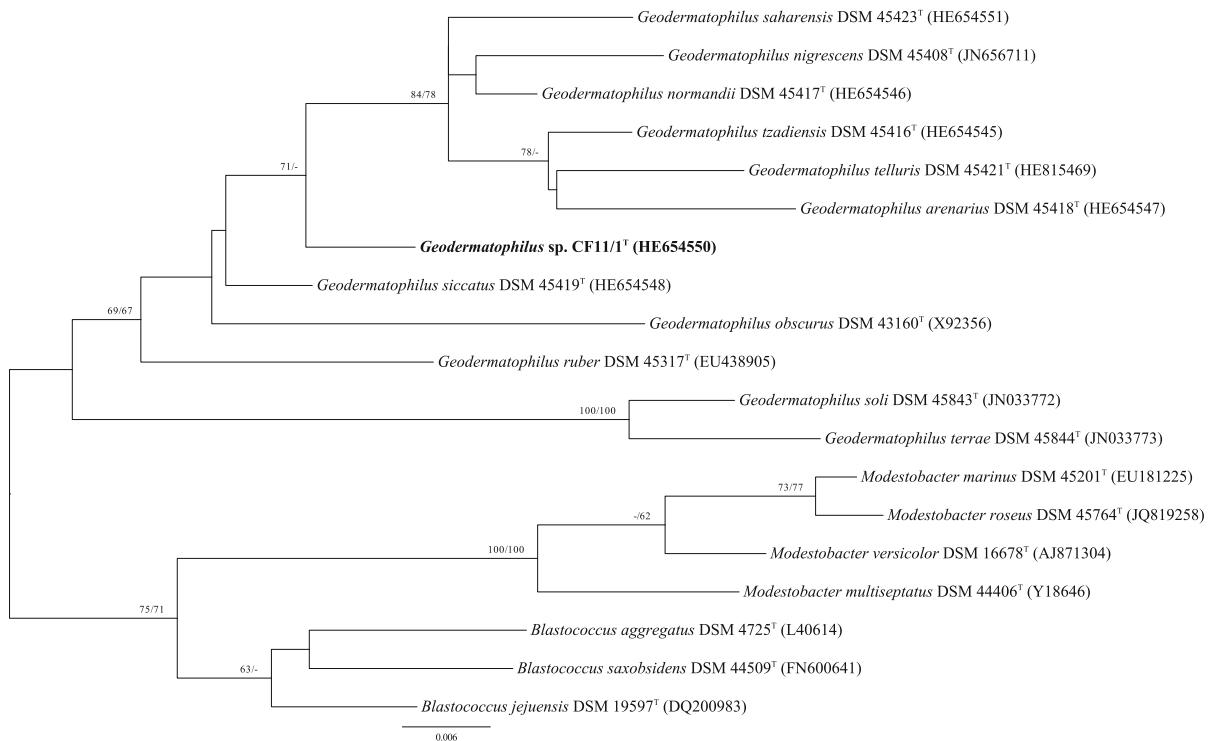 Geodermatophilus saharensis DSM 45423ᵀ (HE654551)
Geodermatophilus nigrescens DSM 45408ᵀ (JN656711)
84/78
Geodermatophilus normandii DSM 45417ᵀ (HE654546)
Geodermatophilus tzadiensis DSM 45416ᵀ (HE654545)
78/-
71/-
Geodermatophilus telluris DSM 45421ᵀ (HE815469)
Geodermatophilus arenarius DSM 45418ᵀ (HE654547)
Geodermatophilus sp. CF11/1ᵀ (HE654550)
Geodermatophilus siccatus DSM 45419ᵀ (HE654548)
69/67
Geodermatophilus obscurus DSM 43160ᵀ (X92356)
Geodermatophilus ruber DSM 45317ᵀ (EU438905)
Geodermatophilus soli DSM 45843ᵀ (JN033772)
100/100
Geodermatophilus terrae DSM 45844ᵀ (JN033773)
Modestobacter marinus DSM 45201ᵀ (EU181225)
73/77
Modestobacter roseus DSM 45764ᵀ (JQ819258)
-/62
Modestobacter versicolor DSM 16678ᵀ (AJ871304)
100/100
Modestobacter multiseptatus DSM 44406ᵀ (Y18646)
75/71
Blastococcus aggregatus DSM 4725ᵀ (L40614)
63/-
Blastococcus saxobsidens DSM 44509ᵀ (FN600641)
Blastococcus jejuensis DSM 19597ᵀ (DQ200983)
0.006